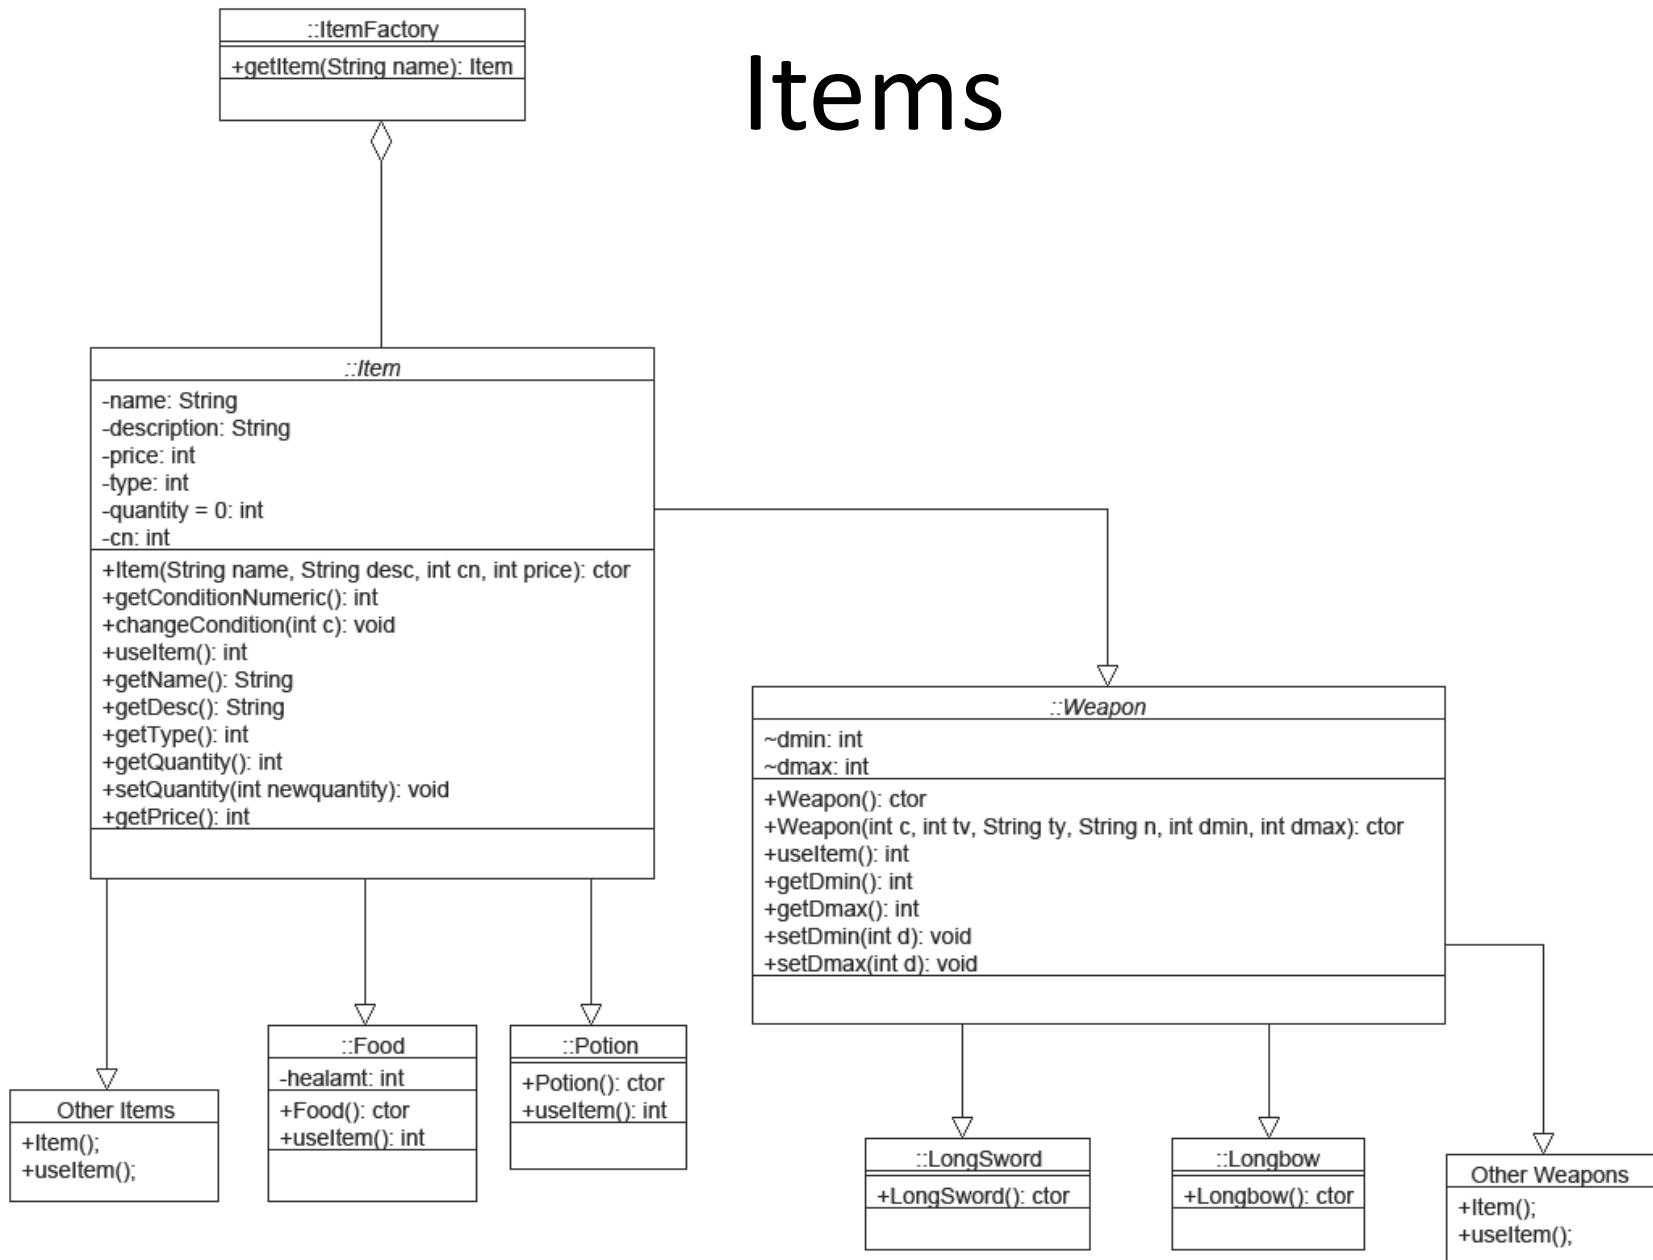 ::ItemFactory
+getItem(String name): Item
Items
::Item
-name: String
-description: String
-price: int
-type: int
-quantity = 0: int
-cn: int
+Item(String name, String desc, int cn, int price): ctor
+getConditionNumeric(): int
+changeCondition(int c): void
+useItem(): int
+getName(): String
+getDesc(): String
+getType(): int
+getQuantity(): int
+setQuantity(int newquantity): void
+getPrice(): int
::Weapon
~dmin: int
~dmax: int
+Weapon(): ctor
+Weapon(int c, int tv, String ty, String n, int dmin, int dmax): ctor
+useItem(): int
+getDmin(): int
+getDmax(): int
+setDmin(int d): void
+setDmax(int d): void
Other Items
+Item();
+useItem();
::Food
-healamt: int
+Food(): ctor
+useItem(): int
::Potion
+Potion(): ctor
+useItem(): int
::LongSword
+LongSword(): ctor
::Longbow
+Longbow(): ctor
Other Weapons
+Item();
+useItem();